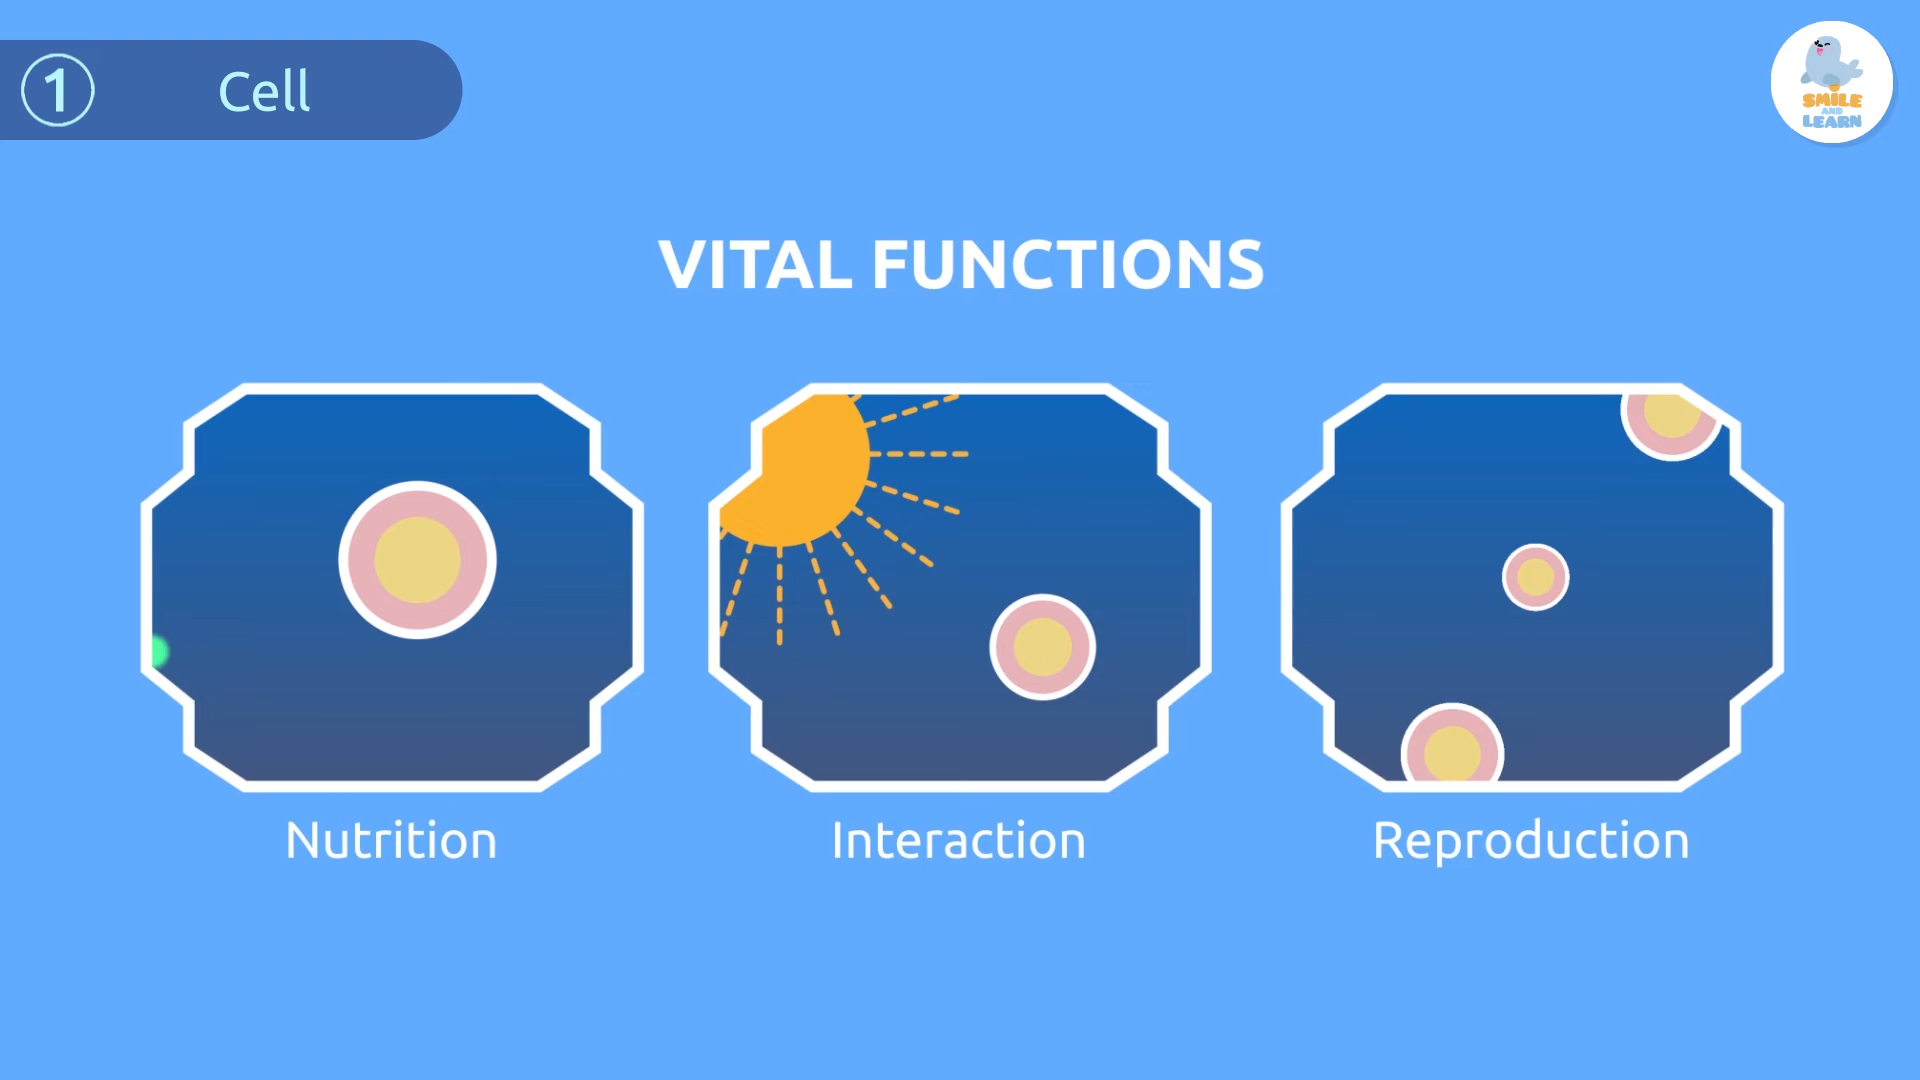 1 Cell
SMILE
AND
LEARN
VITAL FUNCTIONS
Nutrition
Interaction
Reproduction